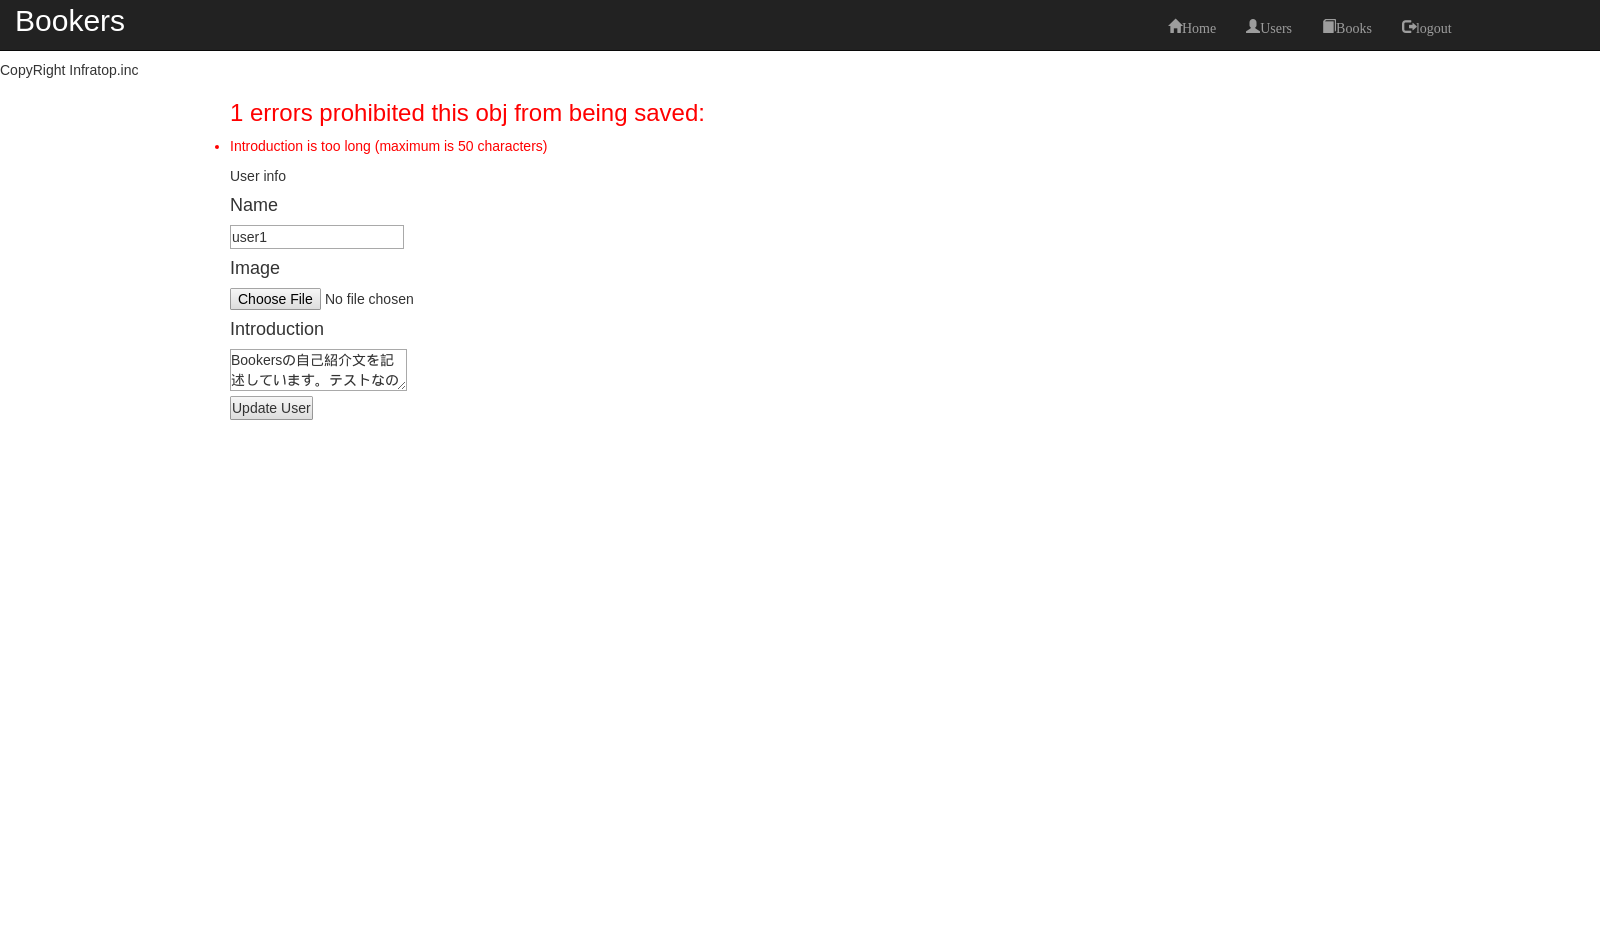 Bookers
Home Users Books logout
CopyRight Infratop.inc
1 errors prohibited this obj from being saved:
Introduction is too long (maximum is 50 characters)
User info
Name
user1
Image
Choose File No file chosen
Introduction
Bookersの自己紹介文を記
述しています。テストなの
Update User